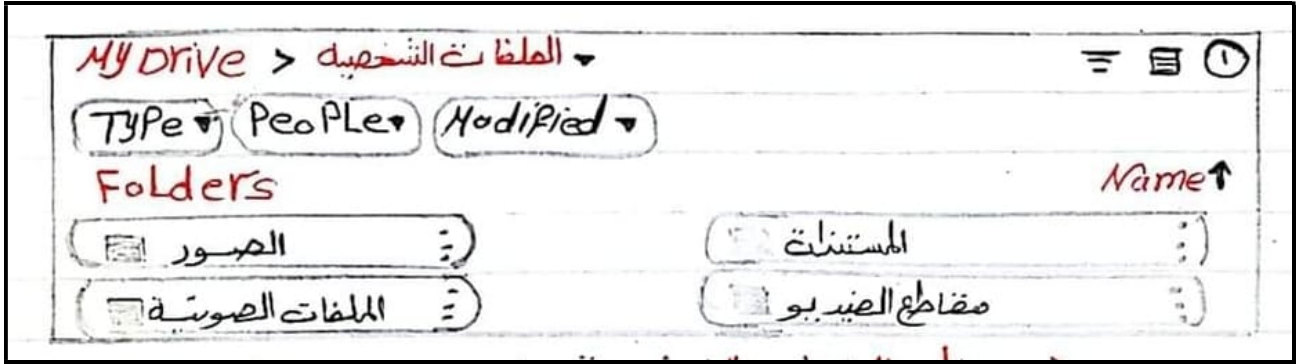 My Drive > الملفات الشخصية
Type People Modified
Folders Name↑
الصور المستندات
الملفات الصوتية مقاطع الفيديو